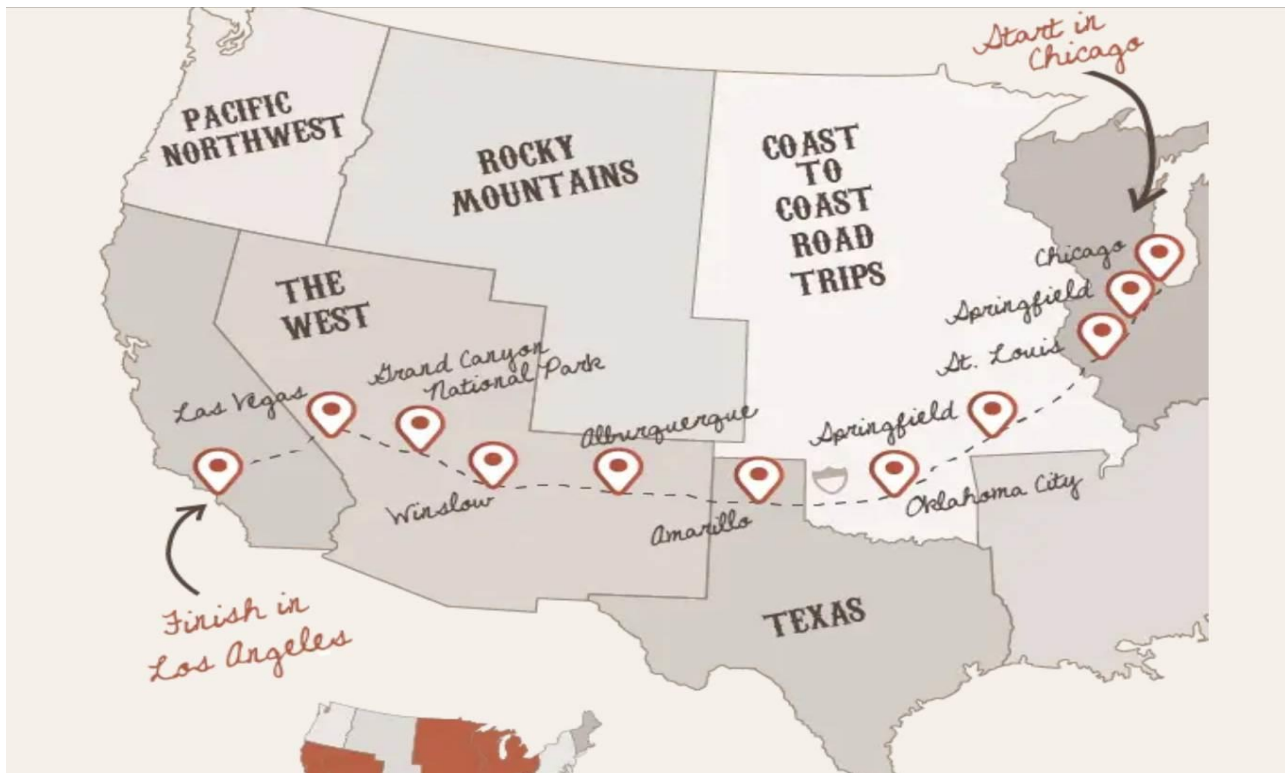 Start in
Chicago
PACIFIC
NORTHWEST
ROCKY
MOUNTAINS
COAST
TO
COAST
ROAD
TRIPS
THE
WEST
Chicago
Springfield
St. Louis
Grand Canyon
National Park
Las Vegas
Springfield
Alburquerque
Winslow
Oklahoma City
Amarillo
TEXAS
Finish in
Los Angeles